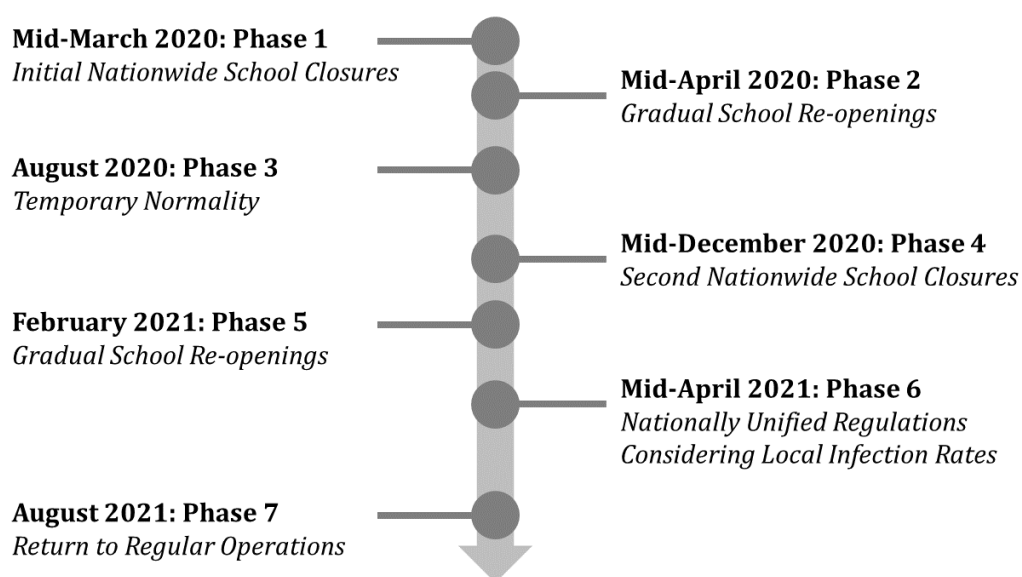 Mid-March 2020: Phase 1
Initial Nationwide School Closures
Mid-April 2020: Phase 2
Gradual School Re-openings
August 2020: Phase 3
Temporary Normality
Mid-December 2020: Phase 4
Second Nationwide School Closures
February 2021: Phase 5
Gradual School Re-openings
Mid-April 2021: Phase 6
Nationally Unified Regulations
Considering Local Infection Rates
August 2021: Phase 7
Return to Regular Operations